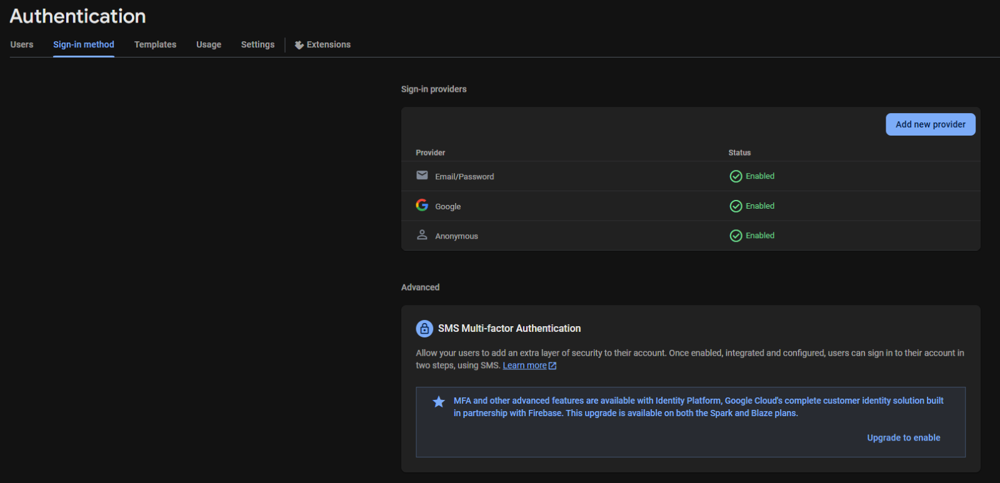 Authentication
Users Sign-in method Templates Usage Settings Extensions
Sign-in providers
Add new provider
Provider Status
Email/Password Enabled
Google Enabled
Anonymous Enabled
Advanced
SMS Multi-factor Authentication
Allow your users to add an extra layer of security to their account. Once enabled, integrated and configured, users can sign in to their account in
two steps, using SMS. Learn more
MFA and other advanced features are available with Identity Platform, Google Cloud's complete customer identity solution built
in partnership with Firebase. This upgrade is available on both the Spark and Blaze plans.
Upgrade to enable